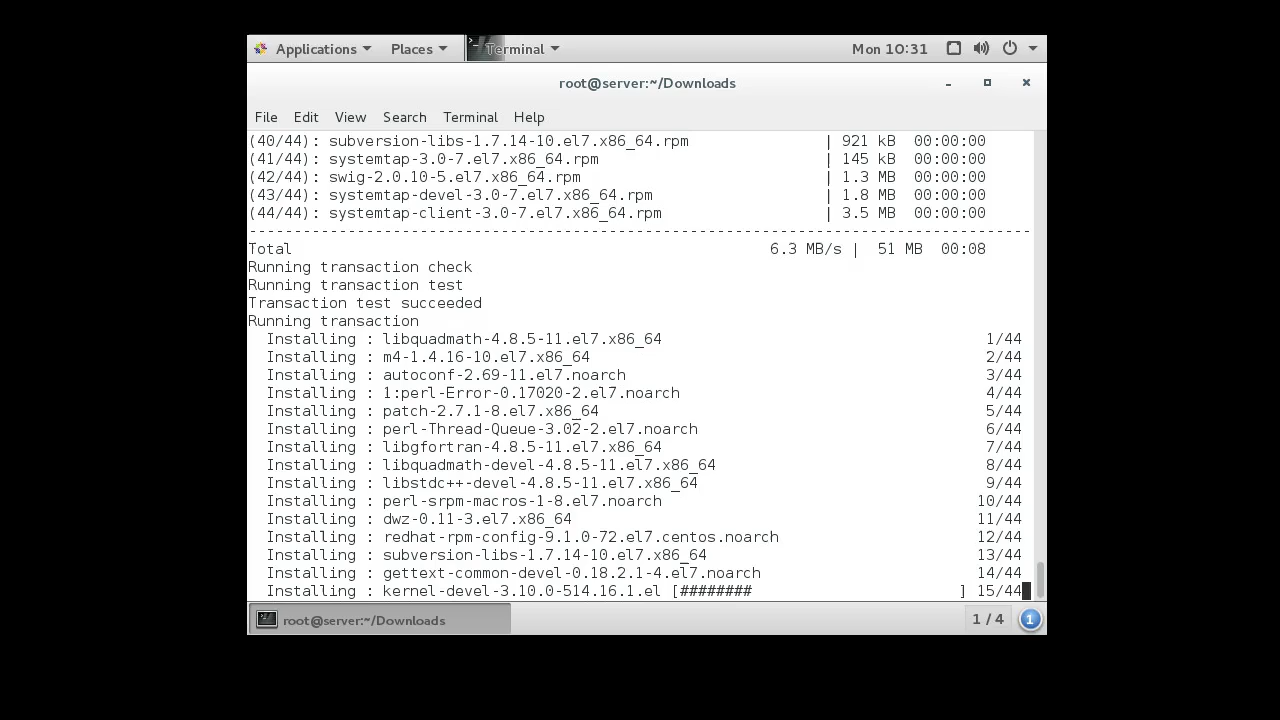 Applications Places Terminal Mon 10:31
root@server:~/Downloads
File Edit View Search Terminal Help
(40/44): subversion-libs-1.7.14-10.el7.x86_64.rpm | 921 kB 00:00:00
(41/44): systemtap-3.0-7.el7.x86_64.rpm | 145 kB 00:00:00
(42/44): swig-2.0.10-5.el7.x86_64.rpm | 1.3 MB 00:00:00
(43/44): systemtap-devel-3.0-7.el7.x86_64.rpm | 1.8 MB 00:00:00
(44/44): systemtap-client-3.0-7.el7.x86_64.rpm | 3.5 MB 00:00:00
--------------------------------------------------------------------------------------
Total 6.3 MB/s | 51 MB 00:08
Running transaction check
Running transaction test
Transaction test succeeded
Running transaction
Installing : libquadmath-4.8.5-11.el7.x86_64 1/44
Installing : m4-1.4.16-10.el7.x86_64 2/44
Installing : autoconf-2.69-11.el7.noarch 3/44
Installing : 1:perl-Error-0.17020-2.el7.noarch 4/44
Installing : patch-2.7.1-8.el7.x86_64 5/44
Installing : perl-Thread-Queue-3.02-2.el7.noarch 6/44
Installing : libgfortran-4.8.5-11.el7.x86_64 7/44
Installing : libquadmath-devel-4.8.5-11.el7.x86_64 8/44
Installing : libstdc++-devel-4.8.5-11.el7.x86_64 9/44
Installing : perl-srpm-macros-1-8.el7.noarch 10/44
Installing : dwz-0.11-3.el7.x86_64 11/44
Installing : redhat-rpm-config-9.1.0-72.el7.centos.noarch 12/44
Installing : subversion-libs-1.7.14-10.el7.x86_64 13/44
Installing : gettext-common-devel-0.18.2.1-4.el7.noarch 14/44
Installing : kernel-devel-3.10.0-514.16.1.el [######## ] 15/44
root@server:~/Downloads 1 / 4 1